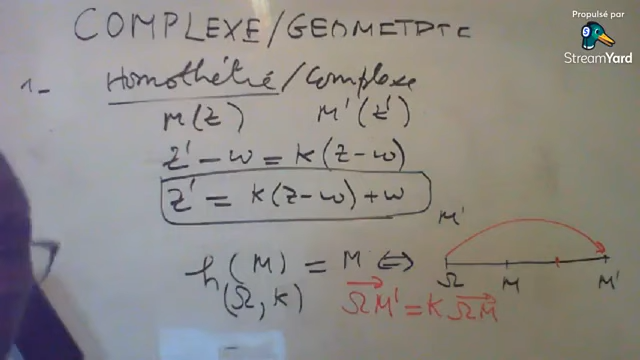 Propulsé par
StreamYard
COMPLEXE/GEOMETRIE
1- Homothétie/Complexe
M(z) M'(z')
z'-w = K(z-w)
z' = K(z-w)+w
M'
h(M) = M ⇔
(Ω, K)
Ω M M'
ΩM' = K ΩM